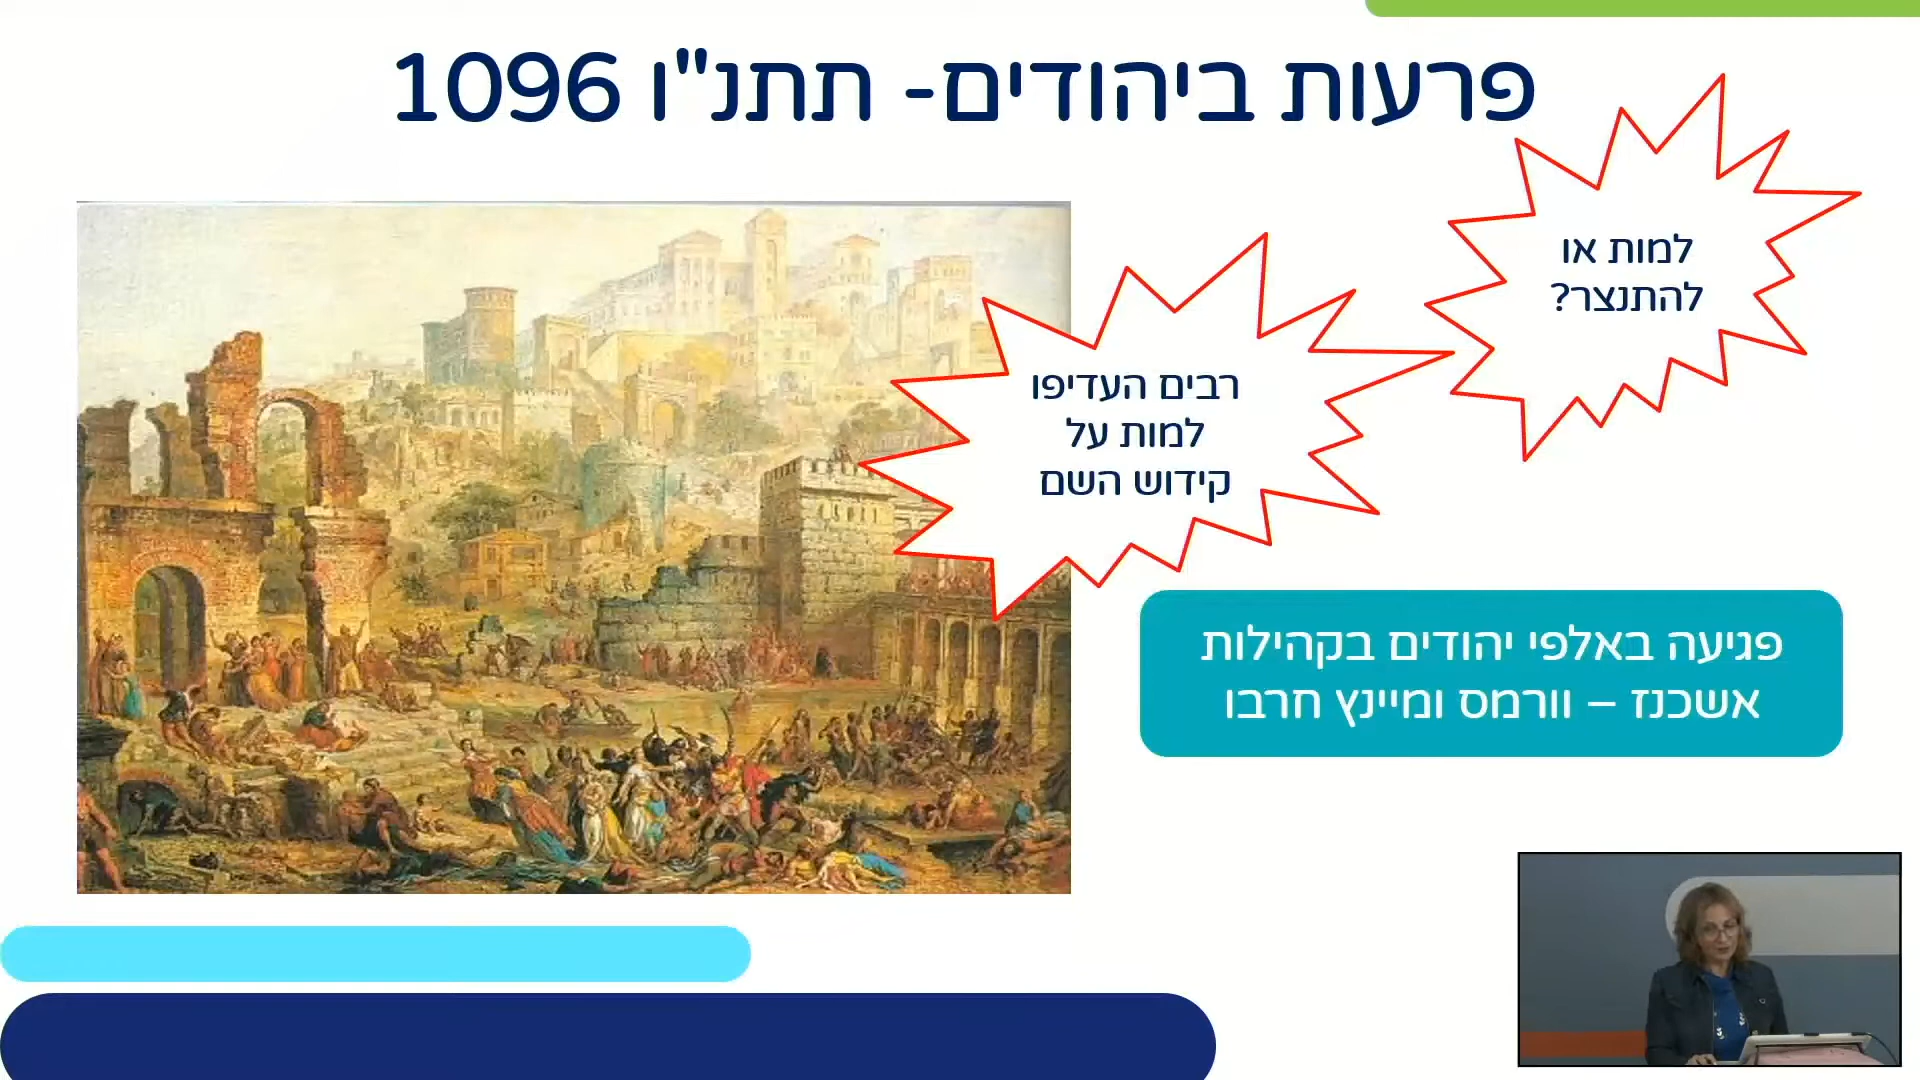 פרעות ביהודים- תתנ"ו 1096
למות או
להתנצר?
רבים העדיפו
למות על
קידוש השם
פגיעה באלפי יהודים בקהילות
אשכנז – וורמס ומיינץ חרבו